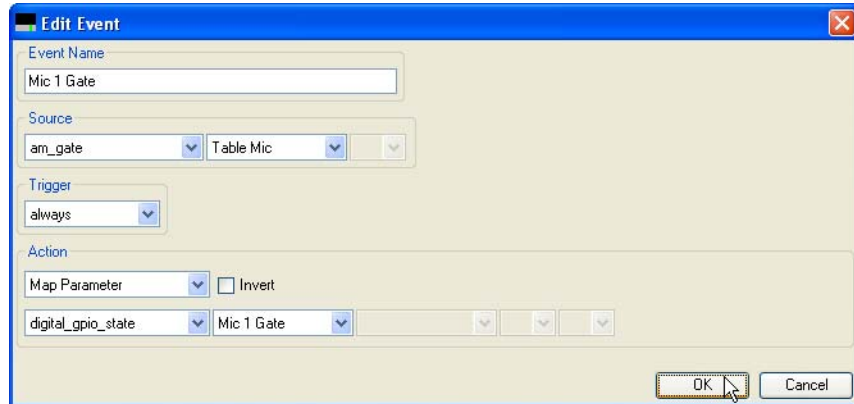 Edit Event
Event Name
Mic 1 Gate
Source
am_gate Table Mic
Trigger
always
Action
Map Parameter Invert
digital_gpio_state Mic 1 Gate
OK Cancel